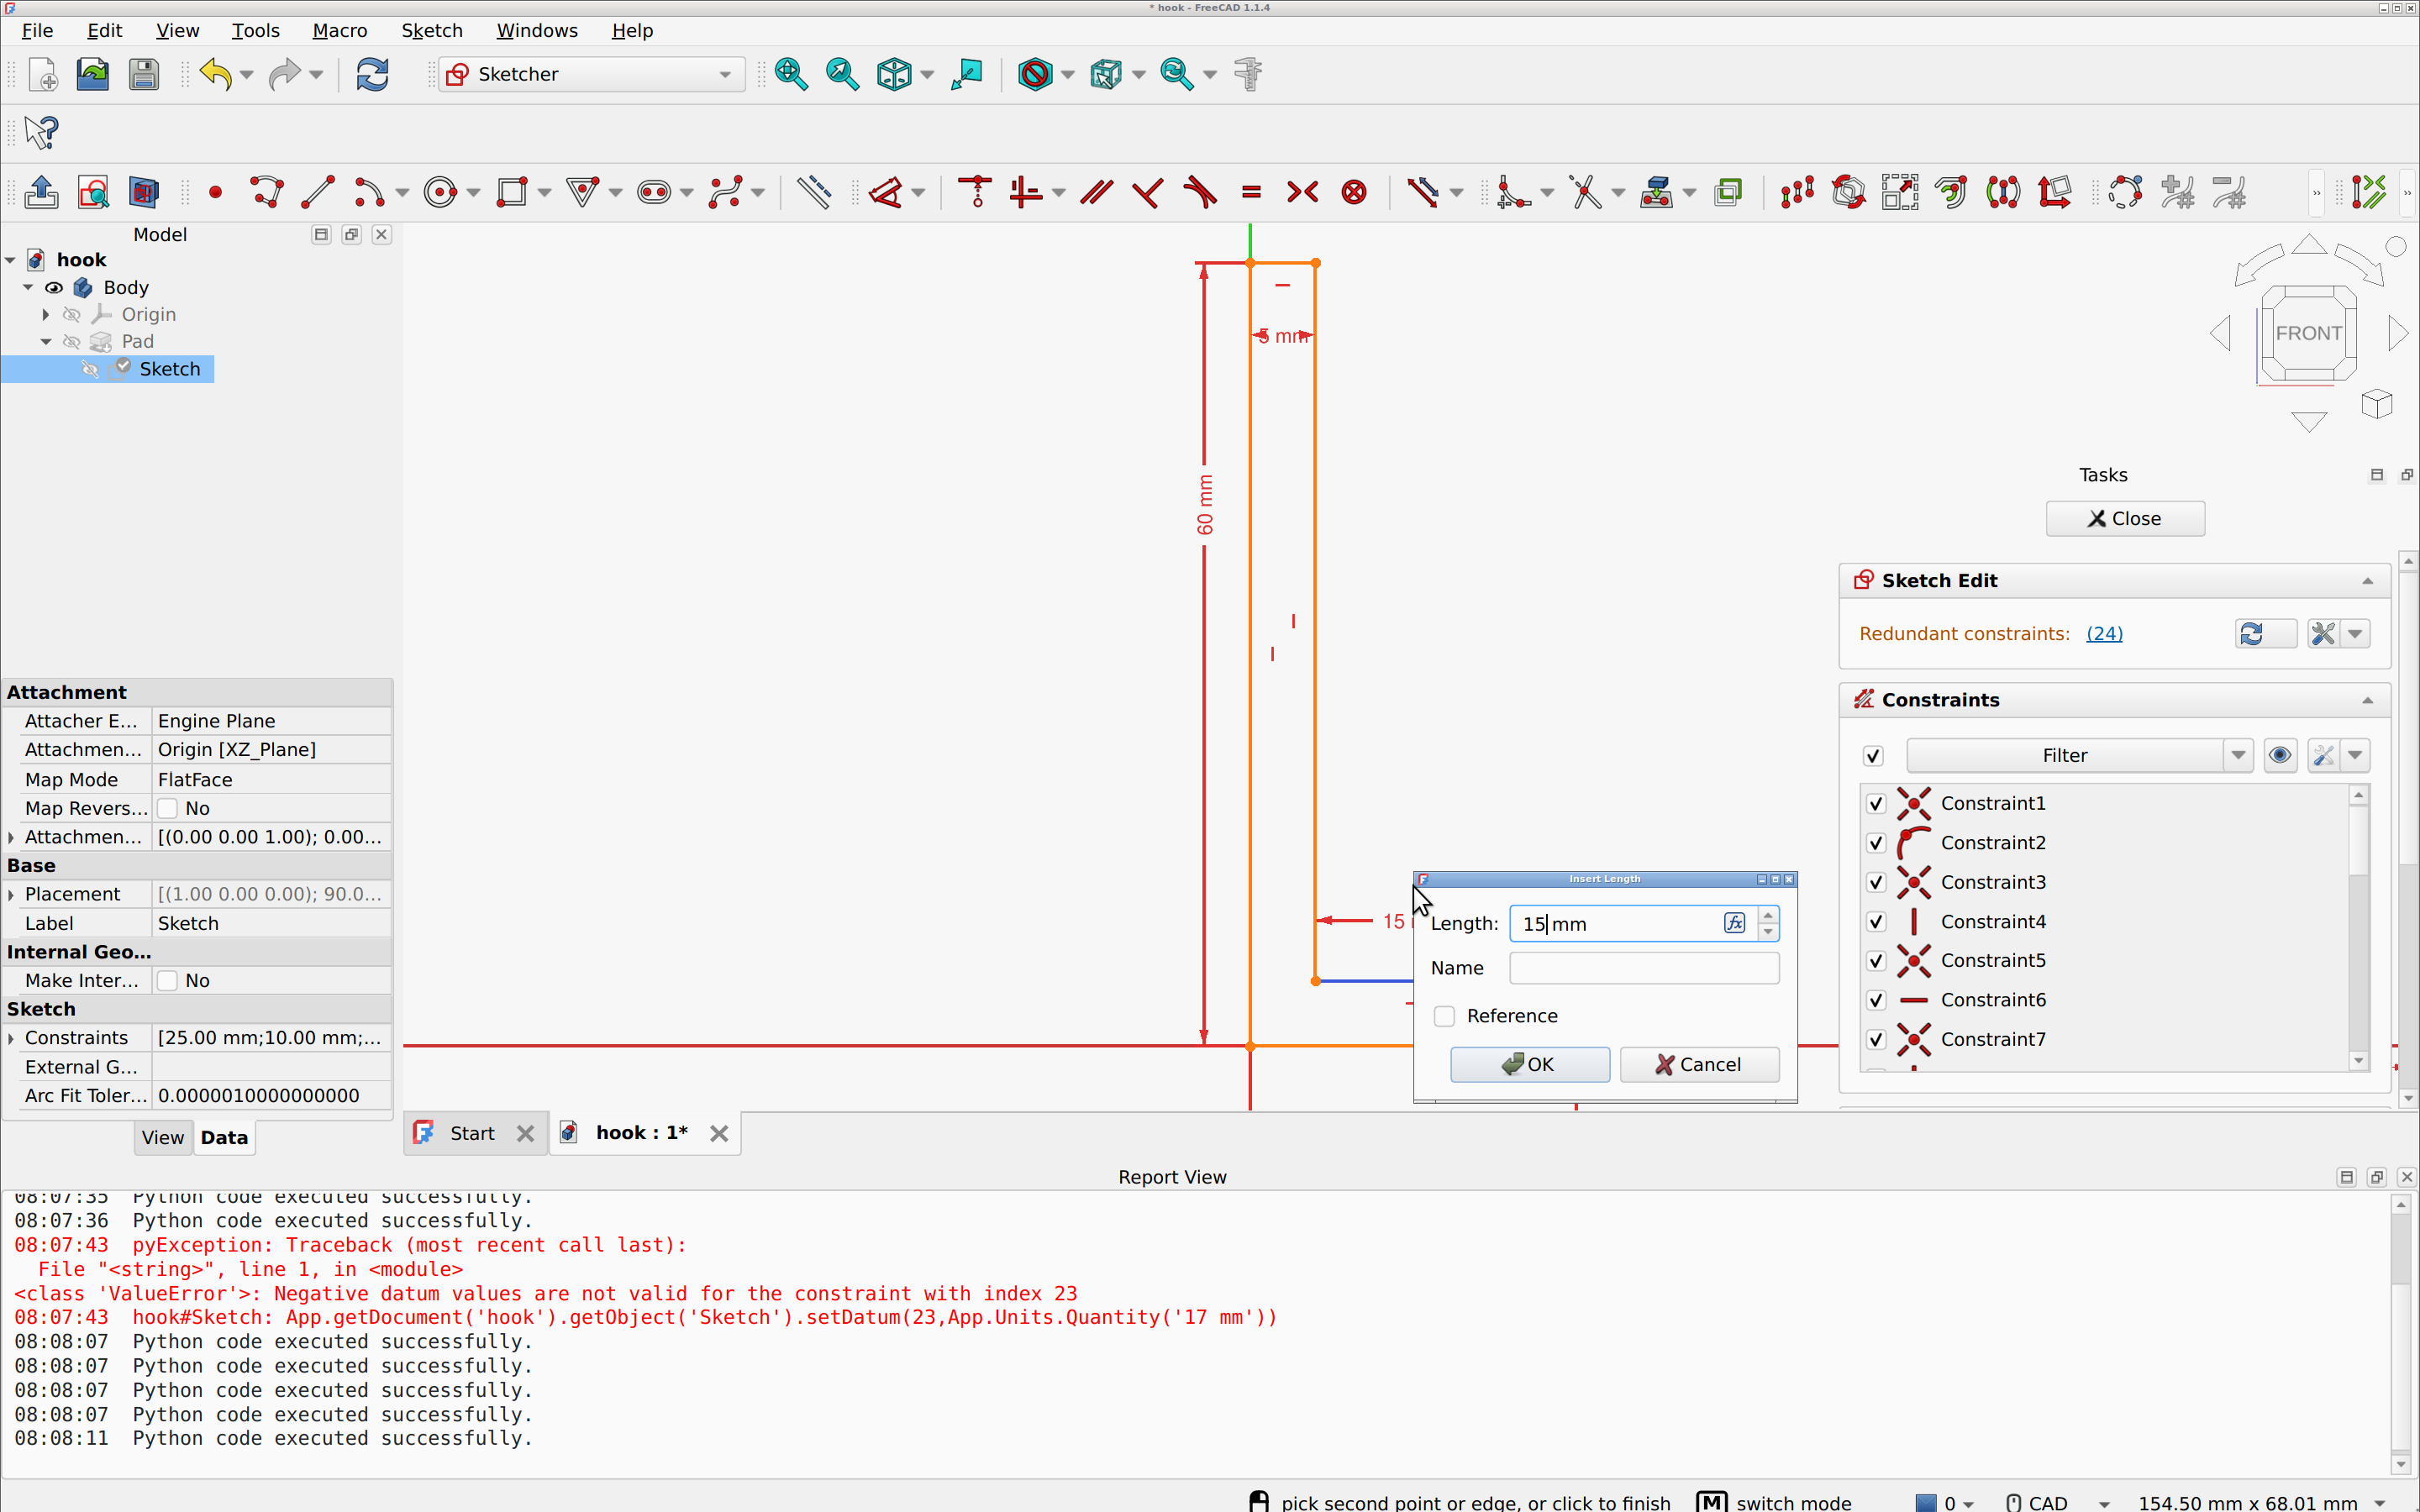 * hook - FreeCAD 1.1.4
File Edit View Tools Macro Sketch Windows Help
Sketcher
Model
hook
Body
Origin
Pad
Sketch
Attachment
Attacher E... Engine Plane
Attachmen... Origin [XZ_Plane]
Map Mode FlatFace
Map Revers... No
Attachmen... [(0.00 0.00 1.00); 0.00...
Base
Placement [(1.00 0.00 0.00); 90.0...
Label Sketch
Internal Geo...
Make Inter... No
Sketch
Constraints [25.00 mm;10.00 mm;...
External G...
Arc Fit Toler... 0.0000010000000000
View Data
5 mm
60 mm
15
FRONT
Tasks
Close
Sketch Edit
Redundant constraints: (24)
Constraints
Filter
Constraint1
Constraint2
Constraint3
Constraint4
Constraint5
Constraint6
Constraint7
Insert Length
Length: 15 mm
Name
Reference
OK Cancel
Start hook : 1*
Report View
08:07:35 Python code executed successfully.
08:07:36 Python code executed successfully.
08:07:43 pyException: Traceback (most recent call last):
File "<string>", line 1, in <module>
<class 'ValueError'>: Negative datum values are not valid for the constraint with index 23
08:07:43 hook#Sketch: App.getDocument('hook').getObject('Sketch').setDatum(23,App.Units.Quantity('17 mm'))
08:08:07 Python code executed successfully.
08:08:07 Python code executed successfully.
08:08:07 Python code executed successfully.
08:08:07 Python code executed successfully.
08:08:11 Python code executed successfully.
pick second point or edge, or click to finish M switch mode 0 CAD 154.50 mm x 68.01 mm